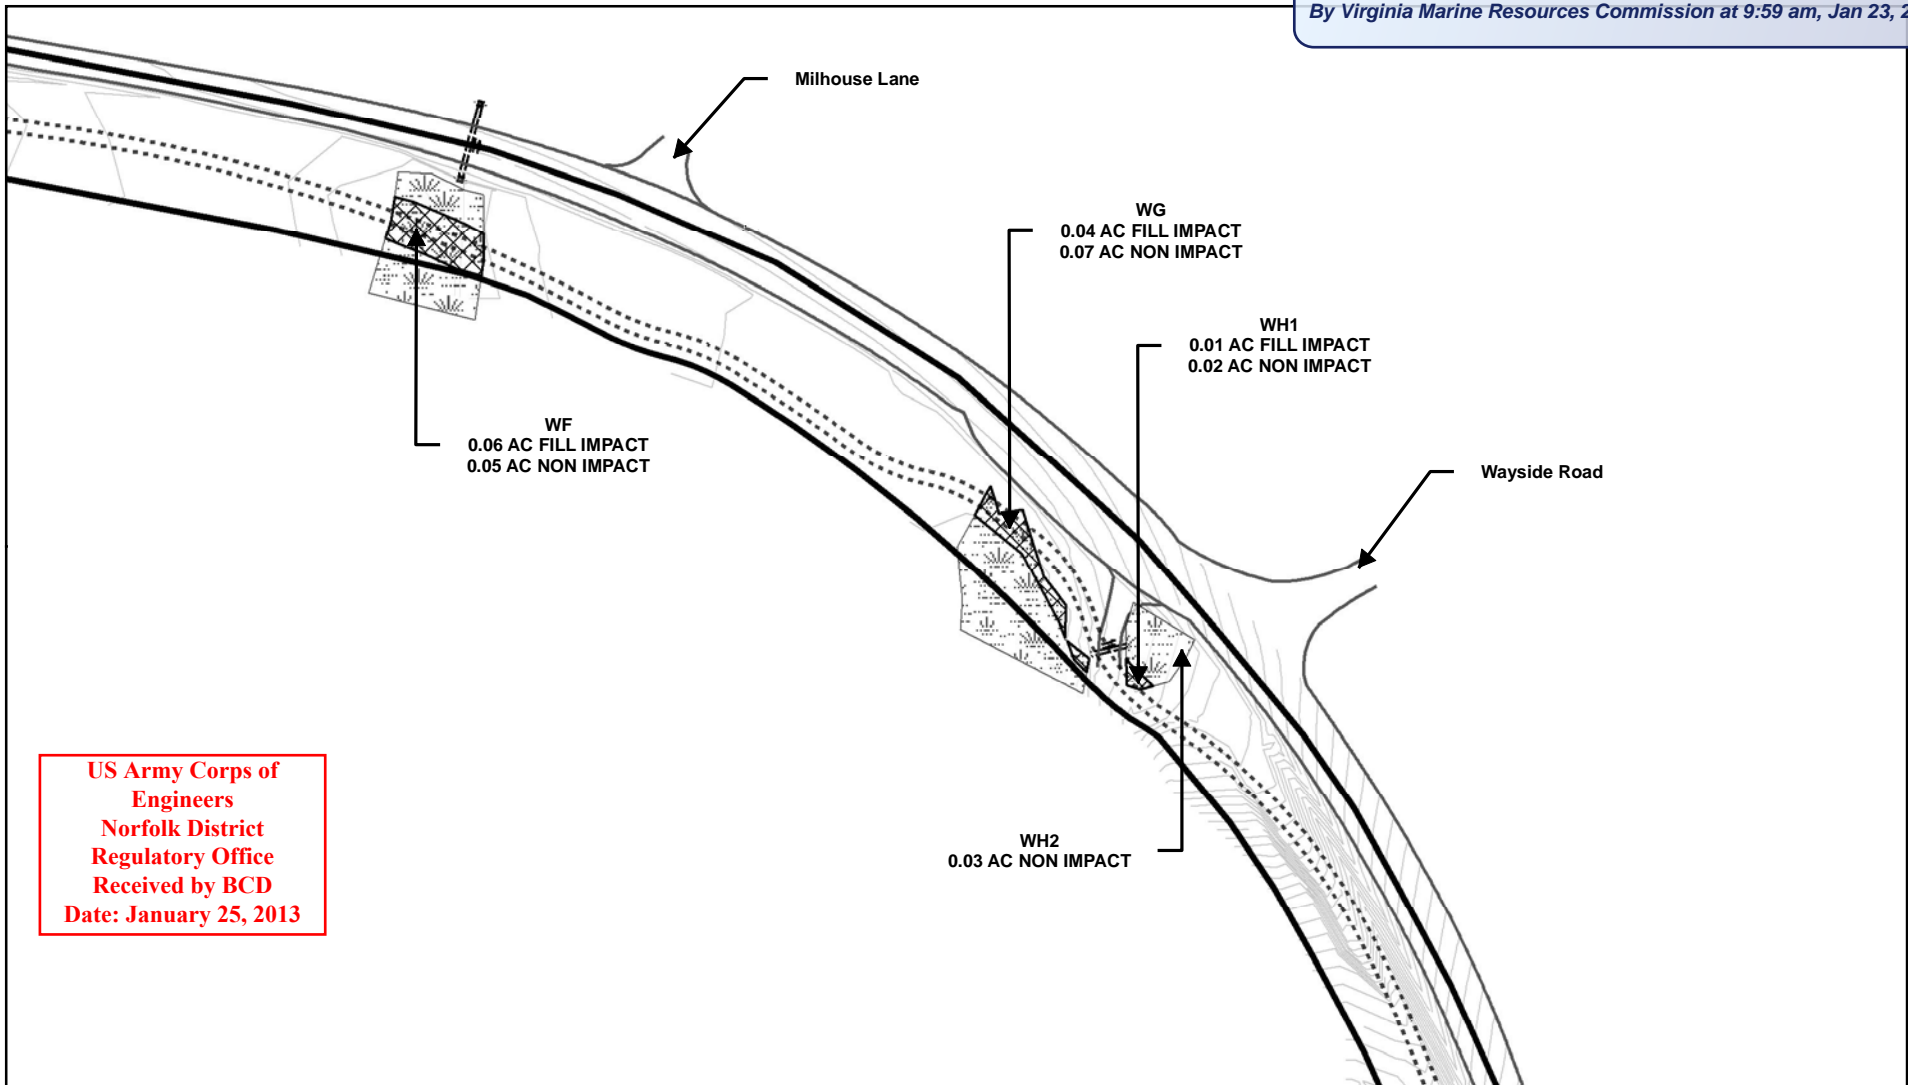 By Virginia Marine Resources Commission at 9:59 am, Jan 23, 2
Milhouse Lane
WG
0.04 AC FILL IMPACT
0.07 AC NON IMPACT
WH1
0.01 AC FILL IMPACT
0.02 AC NON IMPACT
WF
0.06 AC FILL IMPACT
0.05 AC NON IMPACT
Wayside Road
US Army Corps of
Engineers
Norfolk District
Regulatory Office
Received by BCD
Date: January 25, 2013
WH2
0.03 AC NON IMPACT